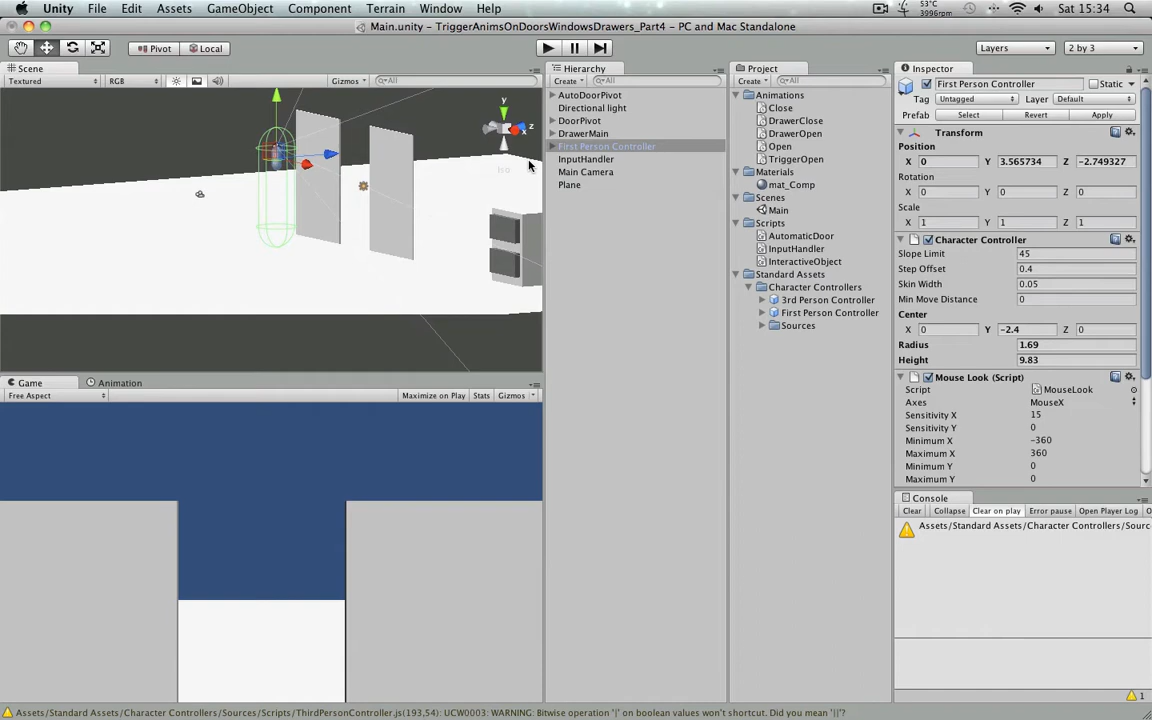 Unity File Edit Assets GameObject Component Terrain Window Help
53°C
3996rpm
Sat 15:34
Main.unity – TriggerAnimsOnDoorsWindowsDrawers_Part4 – PC and Mac Standalone
Pivot Local Layers 2 by 3
Scene
Textured RGB Gizmos All
y
z
x
Iso
Game Animation
Free Aspect Maximize on Play Stats Gizmos
Hierarchy
Create All
AutoDoorPivot
Directional light
DoorPivot
DrawerMain
First Person Controller
InputHandler
Main Camera
Plane
Project
Create All
Animations
Close
DrawerClose
DrawerOpen
Open
TriggerOpen
Materials
mat_Comp
Scenes
Main
Scripts
AutomaticDoor
InputHandler
InteractiveObject
Standard Assets
Character Controllers
3rd Person Controller
First Person Controller
Sources
Inspector
First Person Controller Static
Tag Untagged Layer Default
Prefab Select Revert Apply
Transform
Position
X 0 Y 3.565734 Z -2.749327
Rotation
X 0 Y 0 Z 0
Scale
X 1 Y 1 Z 1
Character Controller
Slope Limit 45
Step Offset 0.4
Skin Width 0.05
Min Move Distance 0
Center
X 0 Y -2.4 Z 0
Radius 1.69
Height 9.83
Mouse Look (Script)
Script MouseLook
Axes MouseX
Sensitivity X 15
Sensitivity Y 0
Minimum X -360
Maximum X 360
Minimum Y 0
Maximum Y 0
Console
Clear Collapse Clear on play Error pause Open Player Log O
Assets/Standard Assets/Character Controllers/Sourc
1
Assets/Standard Assets/Character Controllers/Sources/Scripts/ThirdPersonController.js(193,54): UCW0003: WARNING: Bitwise operation '|' on boolean values won't shortcut. Did you mean '||'?